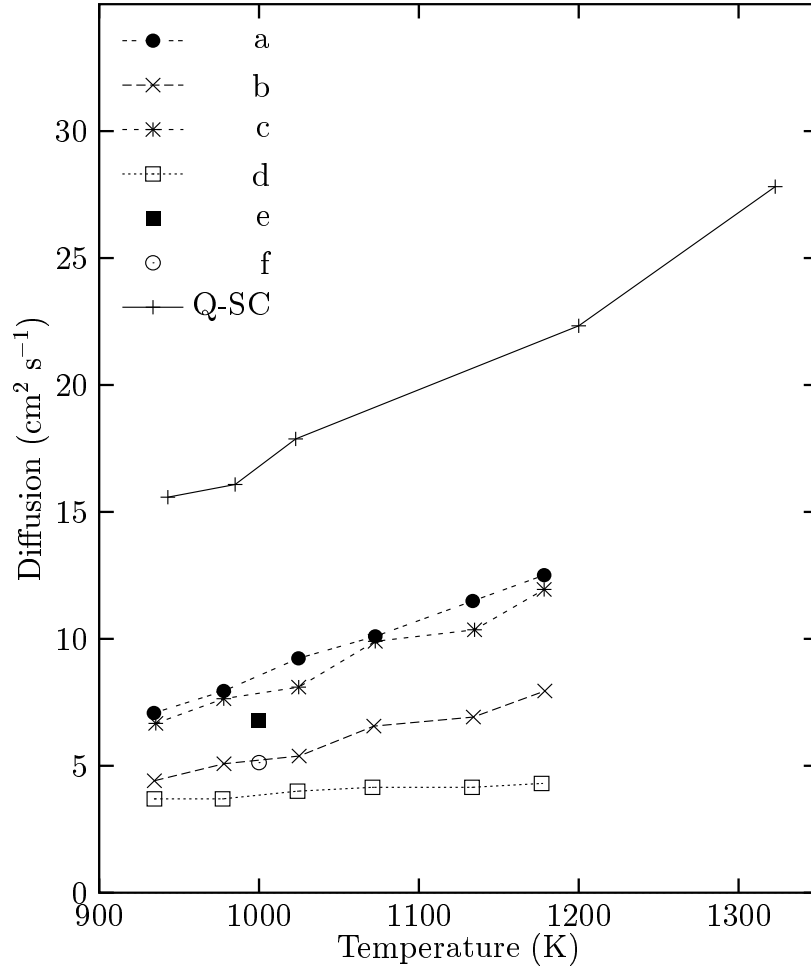 a
b
c
d
e
f
Q-SC
30
25
20
15
10
5
0
900 1000 1100 1200 1300
Temperature (K)
Diffusion (cm² s⁻¹)